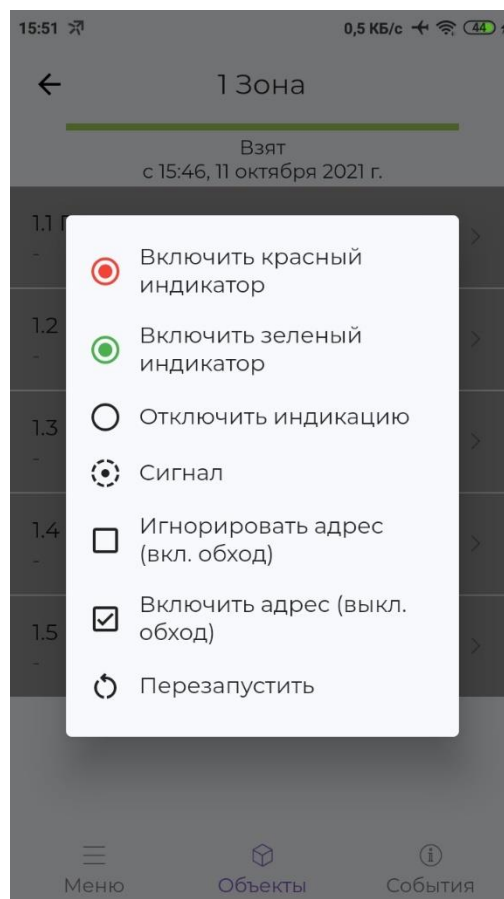 15:51
0,5 КБ/с 44
1 Зона
Взят
с 15:46, 11 октября 2021 г.
1.1
-
Включить красный
индикатор
1.2
-
Включить зеленый
индикатор
Отключить индикацию
1.3
-
Сигнал
1.4
-
Игнорировать адрес
(вкл. обход)
1.5
-
Включить адрес (выкл.
обход)
Перезапустить
Меню Объекты События